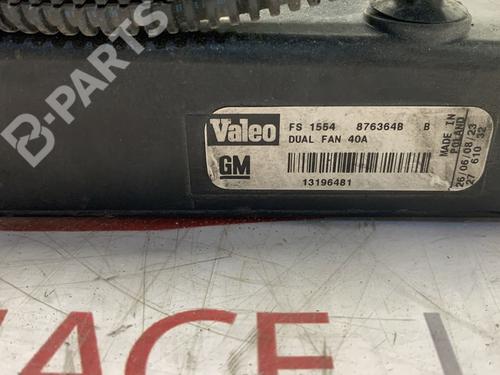 B-PARTS
Valeo
FS 1554 876364B B
DUAL FAN 40A
GM
13196481
MADE IN
POLAND
26/06/08/23
27 610 32